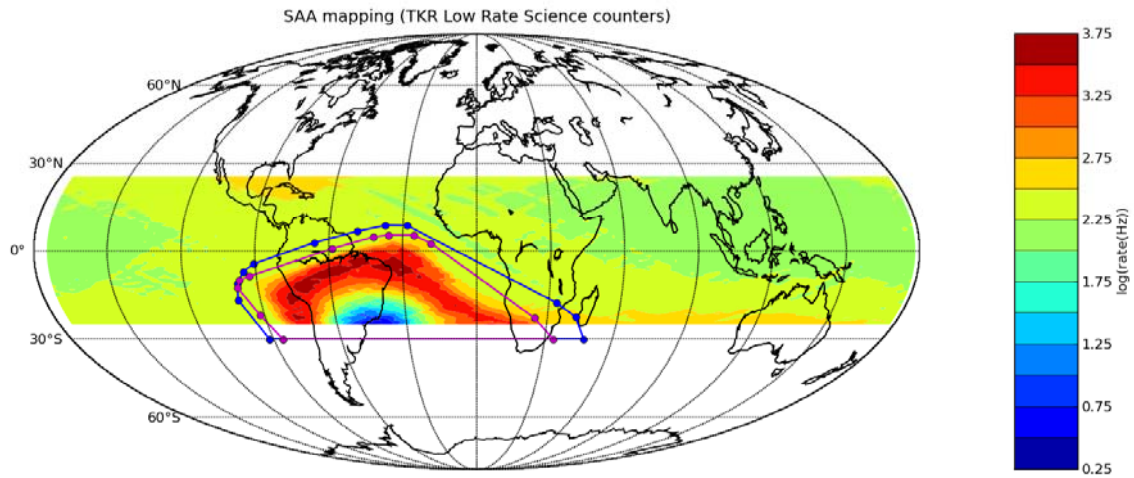 SAA mapping (TKR Low Rate Science counters)
60°N
30°N
0°
30°S
60°S
3.75
3.25
2.75
2.25
1.75
1.25
0.75
0.25
log(rate(Hz))